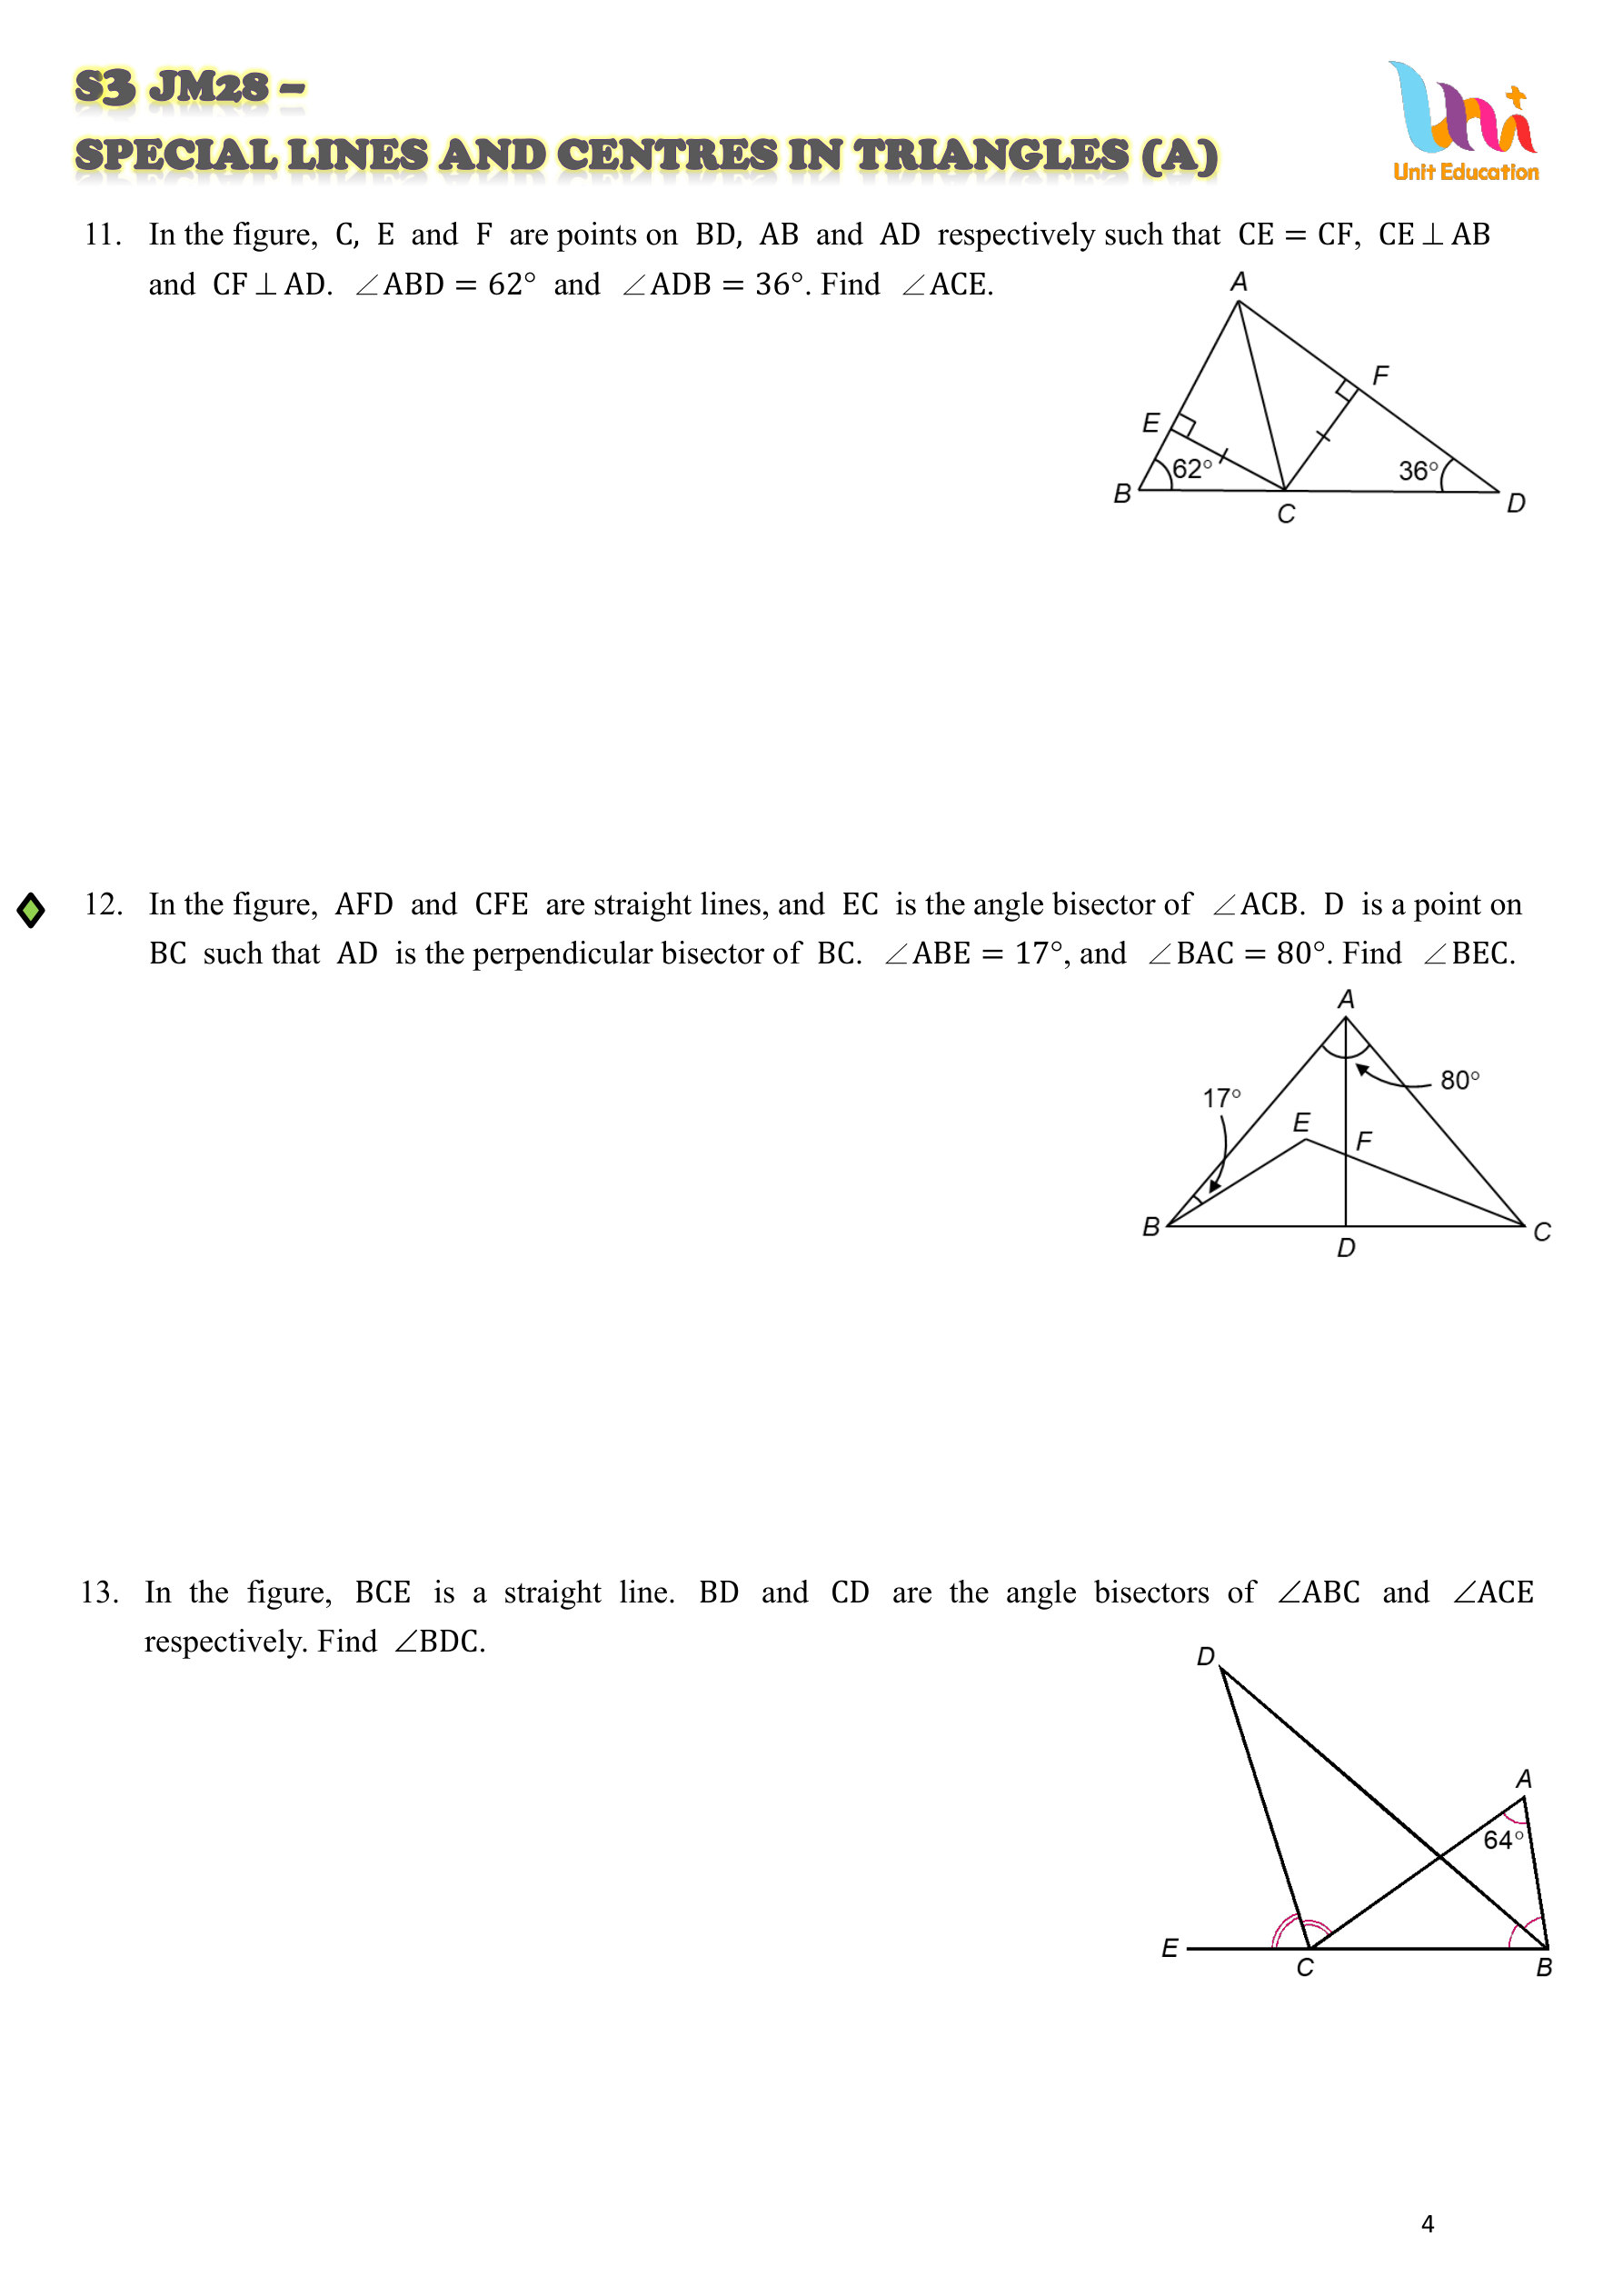 S3 JM28 –
SPECIAL LINES AND CENTRES IN TRIANGLES (A)
Unit Education
11. In the figure, C, E and F are points on BD, AB and AD respectively such that CE = CF, CE ⊥ AB
and CF ⊥ AD. ∠ABD = 62° and ∠ADB = 36°. Find ∠ACE.
A
F
E
62°
36°
B
C
D
12. In the figure, AFD and CFE are straight lines, and EC is the angle bisector of ∠ACB. D is a point on
BC such that AD is the perpendicular bisector of BC. ∠ABE = 17°, and ∠BAC = 80°. Find ∠BEC.
A
80°
17°
E
F
B
C
D
13. In the figure, BCE is a straight line. BD and CD are the angle bisectors of ∠ABC and ∠ACE
respectively. Find ∠BDC.
D
A
64°
E
C
B
4